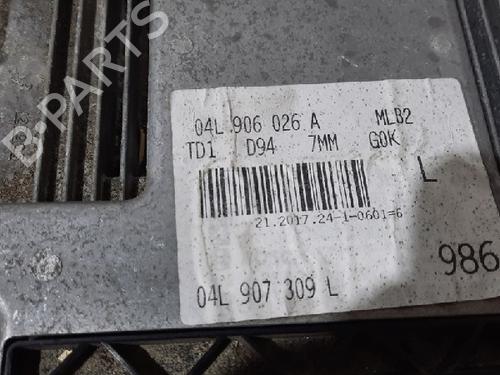 04L 906 026 A MLB2
TD1 D94 7MM G0K
L
21.2017.24-1-0601=6
986
04L 907 309 L
B-PARTS